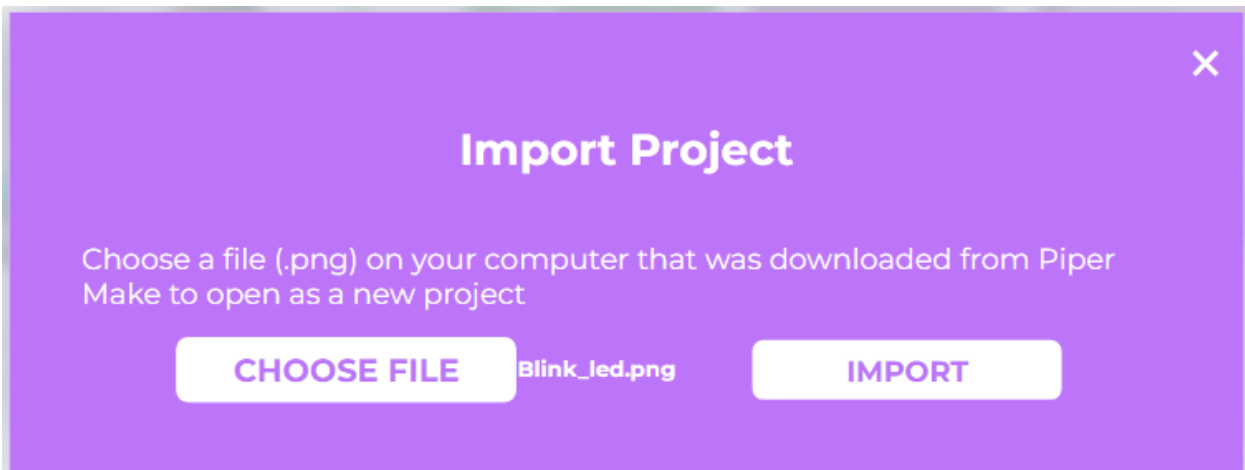 Import Project
Choose a file (.png) on your computer that was downloaded from Piper
Make to open as a new project
CHOOSE FILE Blink_led.png IMPORT